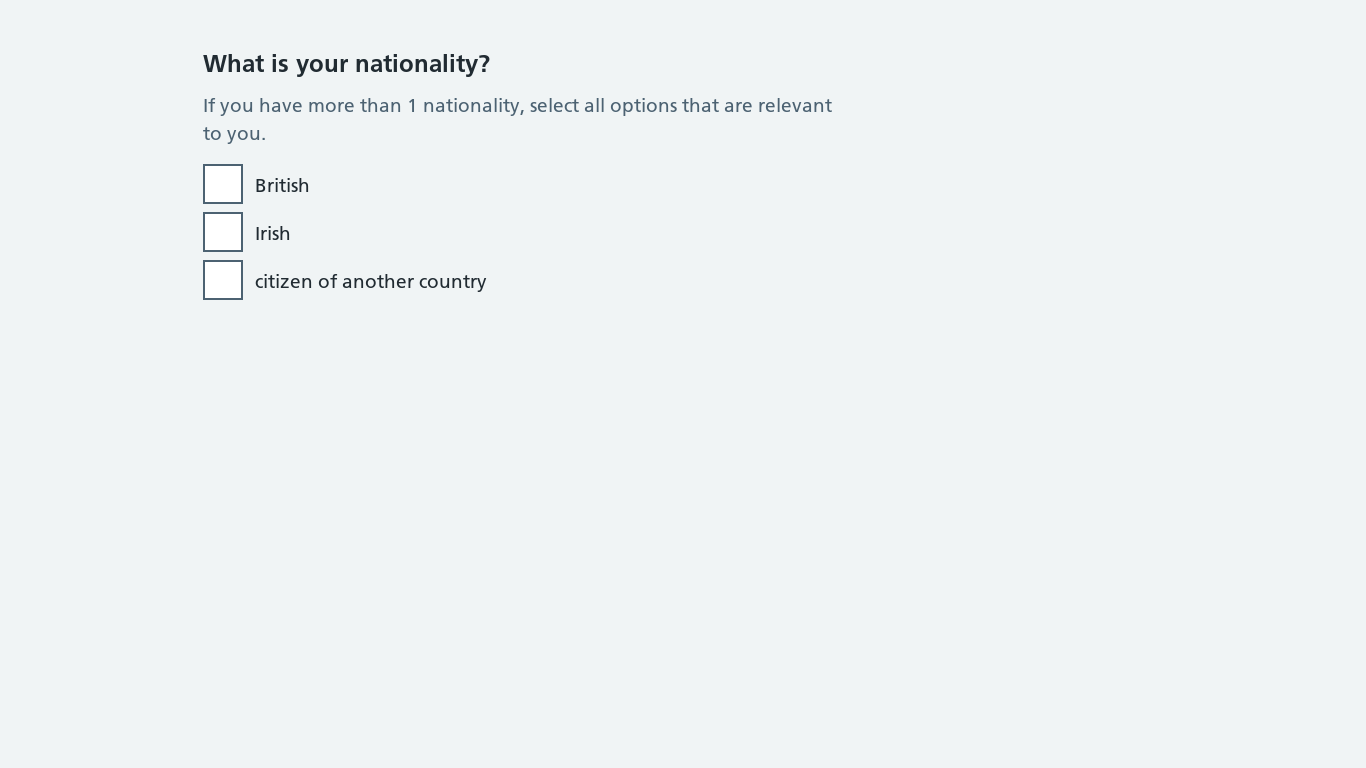 What is your nationality?
If you have more than 1 nationality, select all options that are relevant
to you.
British
Irish
citizen of another country